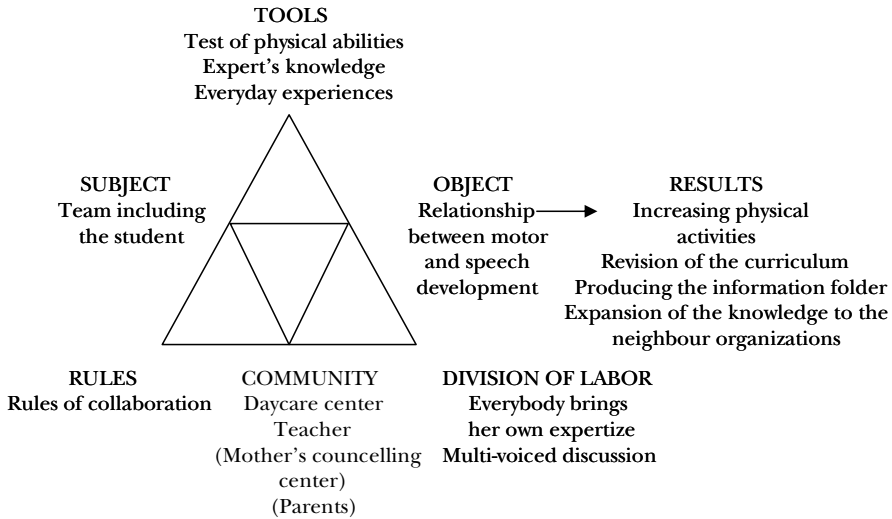 TOOLS
Test of physical abilities
Expert's knowledge
Everyday experiences
SUBJECT
Team including
the student
OBJECT
Relationship
between motor
and speech
development
RESULTS
Increasing physical
activities
Revision of the curriculum
Producing the information folder
Expansion of the knowledge to the
neighbour organizations
RULES
Rules of collaboration
COMMUNITY
Daycare center
Teacher
(Mother's councelling
center)
(Parents)
DIVISION OF LABOR
Everybody brings
her own expertize
Multi-voiced discussion